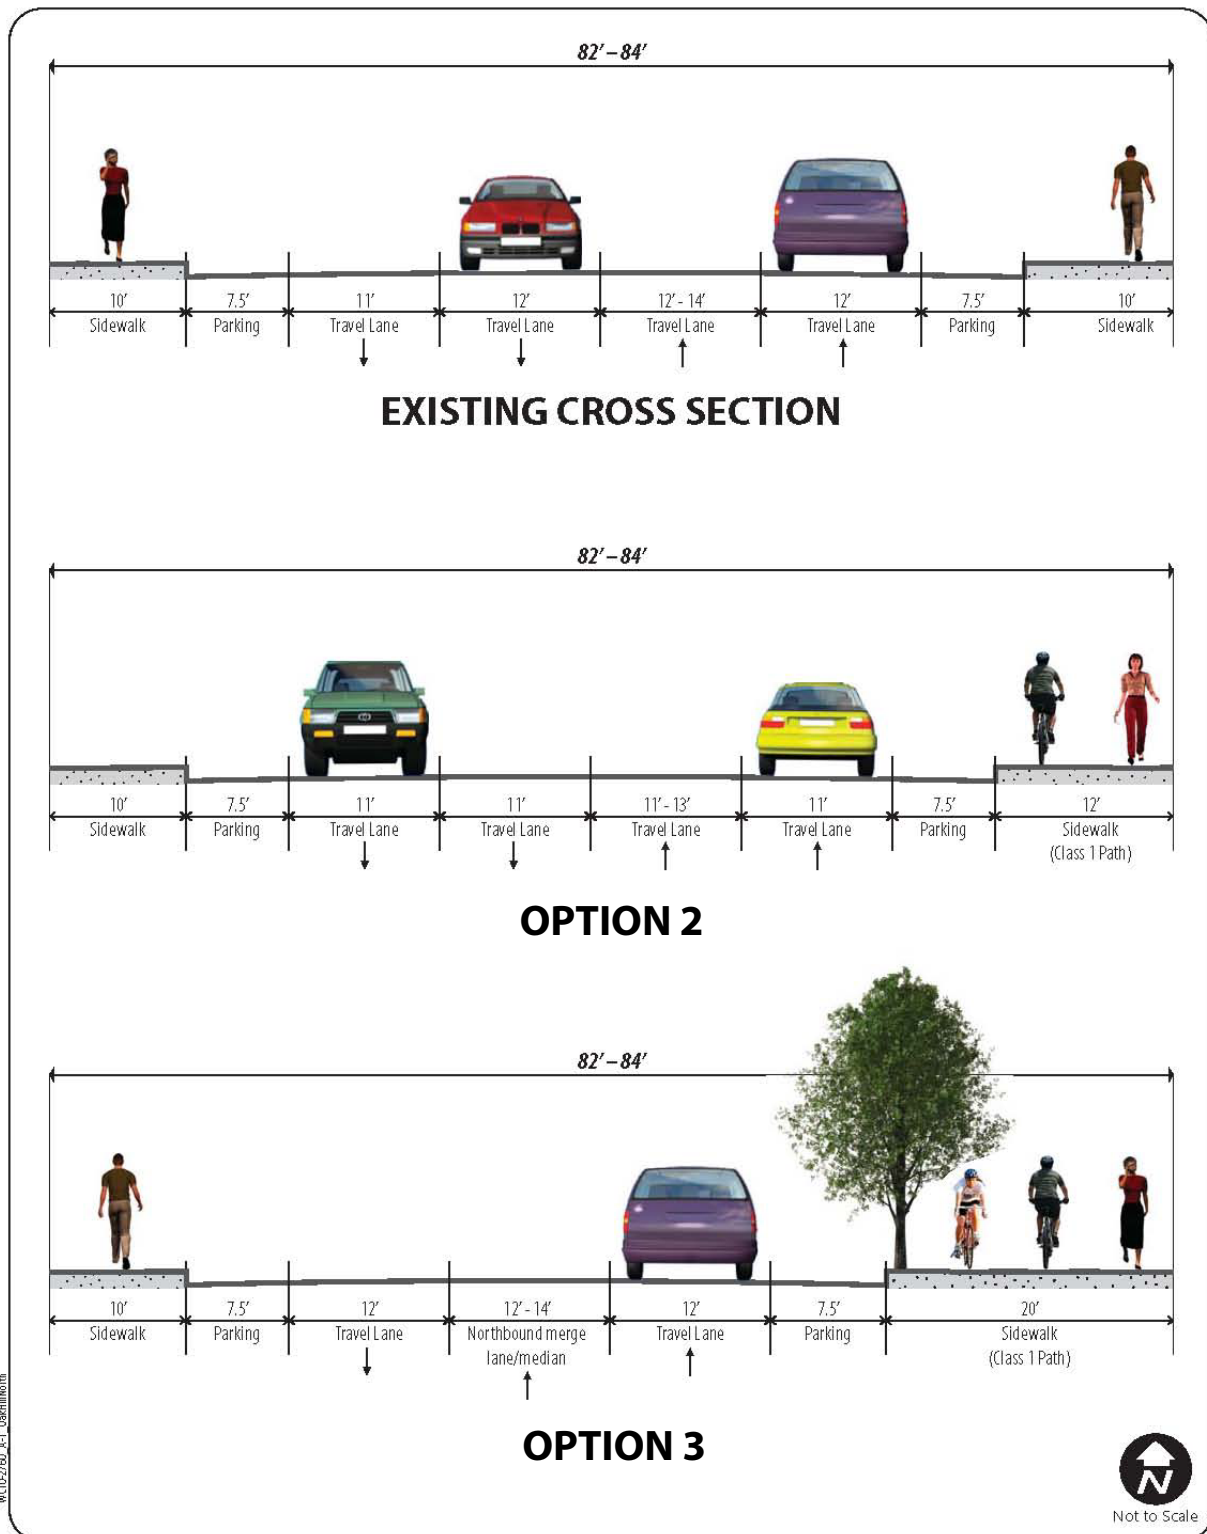 82' – 84'
10' 7.5' 11' 12' 12' - 14' 12' 7.5' 10'
Sidewalk Parking Travel Lane Travel Lane Travel Lane Travel Lane Parking Sidewalk
EXISTING CROSS SECTION
82' – 84'
10' 7.5' 11' 11' 11' - 13' 11' 7.5' 12'
Sidewalk Parking Travel Lane Travel Lane Travel Lane Travel Lane Parking Sidewalk
(Class 1 Path)
OPTION 2
82' – 84'
10' 7.5' 12' 12' - 14' 12' 7.5' 20'
Sidewalk Parking Travel Lane Northbound merge Travel Lane Parking Sidewalk
lane/median (Class 1 Path)
OPTION 3
N
Not to Scale